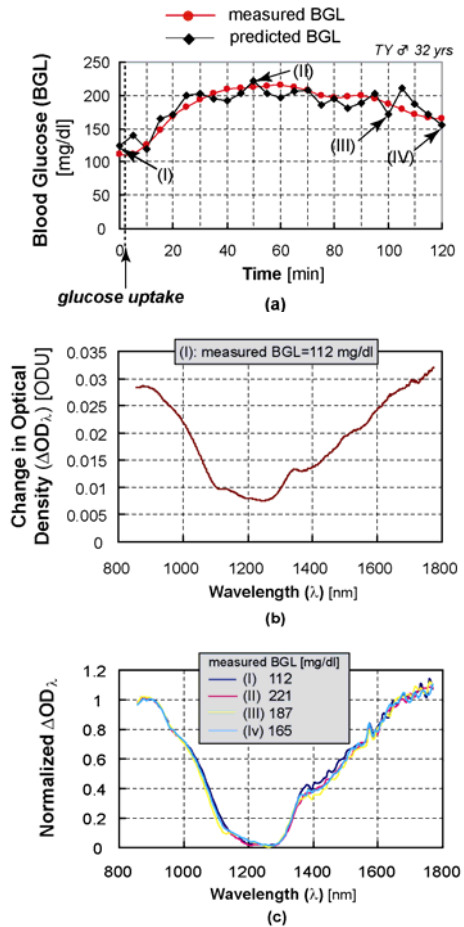 measured BGL
predicted BGL
TY ♂ 32 yrs
Blood Glucose (BGL)
[mg/dl]
250
200
150
100
50
0
(I)
(II)
(III)
(IV)
0 20 40 60 80 100 120
Time [min]
glucose uptake
(a)
(I): measured BGL=112 mg/dl
Change in Optical
Density (ΔODλ) [ODU]
0.035
0.03
0.025
0.02
0.015
0.01
0.005
0
800 1000 1200 1400 1600 1800
Wavelength (λ) [nm]
(b)
measured BGL [mg/dl]
(I) 112
(II) 221
(III) 187
(Iv) 165
Normalized ΔODλ
1.2
1
0.8
0.6
0.4
0.2
0
800 1000 1200 1400 1600 1800
Wavelength (λ) [nm]
(c)